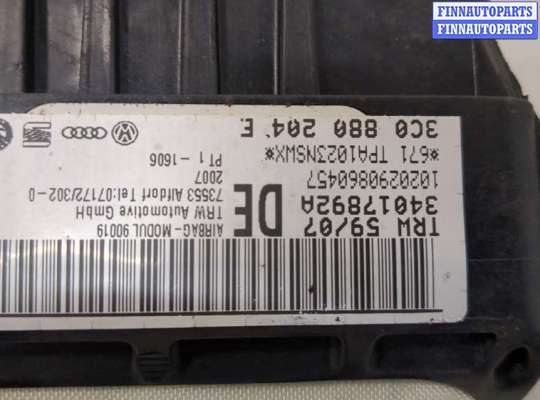 FINNAUTOPARTS
FINNAUTOPARTS
AIRBAG-MODUL 90019
TRW Automotive GmbH
73553 Alfdorf Tel:07172/302-0
2007
PT1-1606
DE
TRW 59/07
34017892A
1020290860457
*671 TPA1023NSWX*
3C0 880 204 E